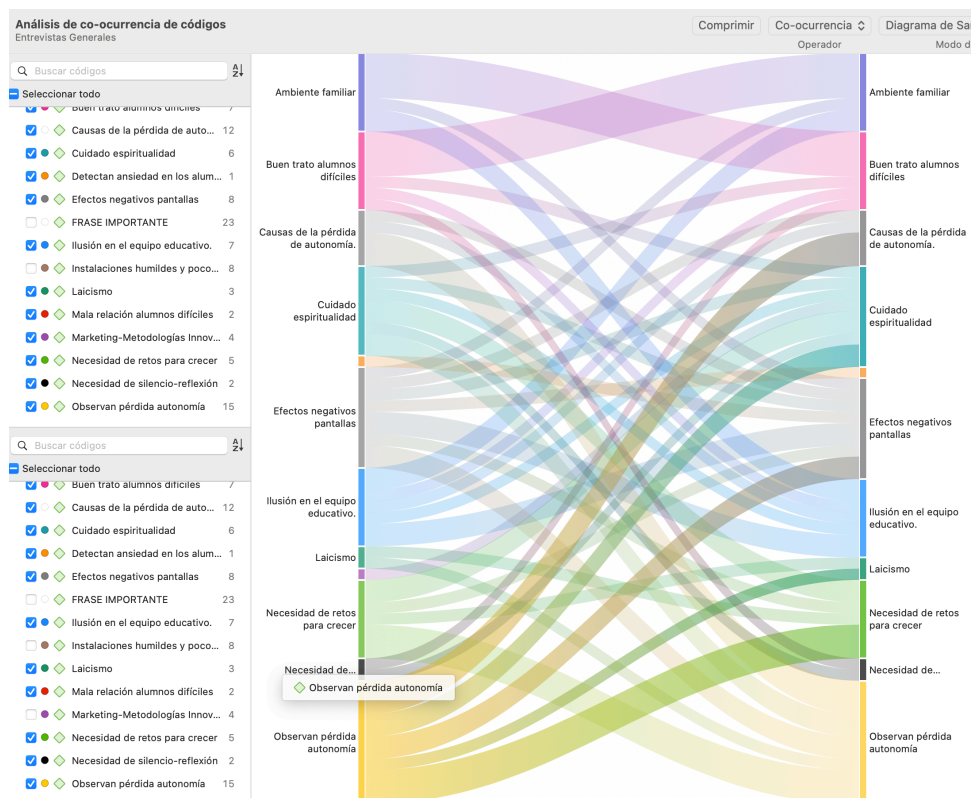 Análisis de co-ocurrencia de códigos
Entrevistas Generales
Comprimir
Co-ocurrencia
Diagrama de Sa
Operador
Modo d
Buscar códigos
Seleccionar todo
Buen trato alumnos difíciles 7
Causas de la pérdida de auto... 12
Cuidado espiritualidad 6
Detectan ansiedad en los alum... 1
Efectos negativos pantallas 8
FRASE IMPORTANTE 23
Ilusión en el equipo educativo. 7
Instalaciones humildes y poco... 8
Laicismo 3
Mala relación alumnos difíciles 2
Marketing-Metodologías Innov... 4
Necesidad de retos para crecer 5
Necesidad de silencio-reflexión 2
Observan pérdida autonomía 15
Buscar códigos
Seleccionar todo
Buen trato alumnos difíciles 7
Causas de la pérdida de auto... 12
Cuidado espiritualidad 6
Detectan ansiedad en los alum... 1
Efectos negativos pantallas 8
FRASE IMPORTANTE 23
Ilusión en el equipo educativo. 7
Instalaciones humildes y poco... 8
Laicismo 3
Mala relación alumnos difíciles 2
Marketing-Metodologías Innov... 4
Necesidad de retos para crecer 5
Necesidad de silencio-reflexión 2
Observan pérdida autonomía 15
Ambiente familiar
Buen trato alumnos
difíciles
Causas de la pérdida
de autonomía.
Cuidado
espiritualidad
Efectos negativos
pantallas
Ilusión en el equipo
educativo.
Laicismo
Necesidad de retos
para crecer
Necesidad de...
Observan pérdida autonomía
Observan pérdida
autonomía
Ambiente familiar
Buen trato alumnos
difíciles
Causas de la pérdida
de autonomía.
Cuidado
espiritualidad
Efectos negativos
pantallas
Ilusión en el equipo
educativo.
Laicismo
Necesidad de retos
para crecer
Necesidad de...
Observan pérdida
autonomía